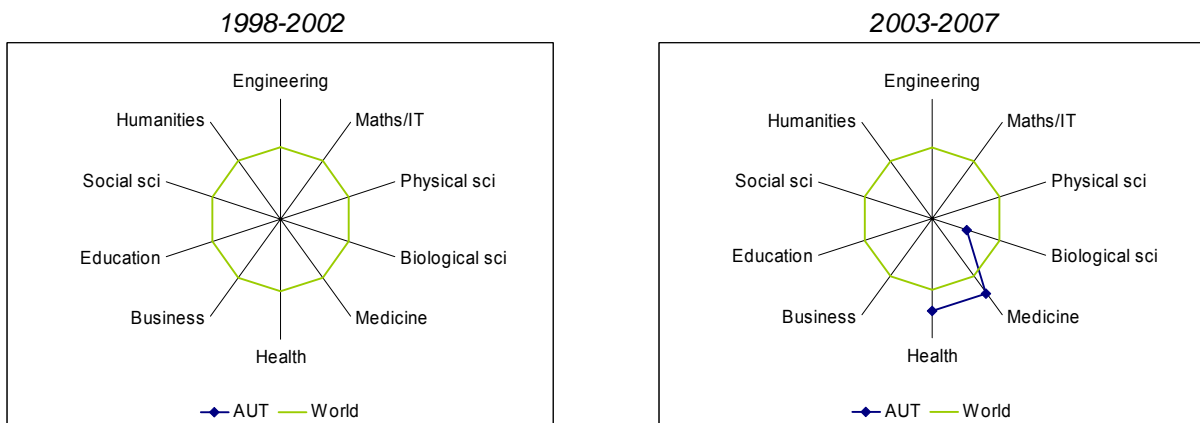 1998-2002
Engineering
Humanities
Maths/IT
Social sci
Physical sci
Education
Biological sci
Business
Medicine
Health
AUT
World
2003-2007
Engineering
Humanities
Maths/IT
Social sci
Physical sci
Education
Biological sci
Business
Medicine
Health
AUT
World